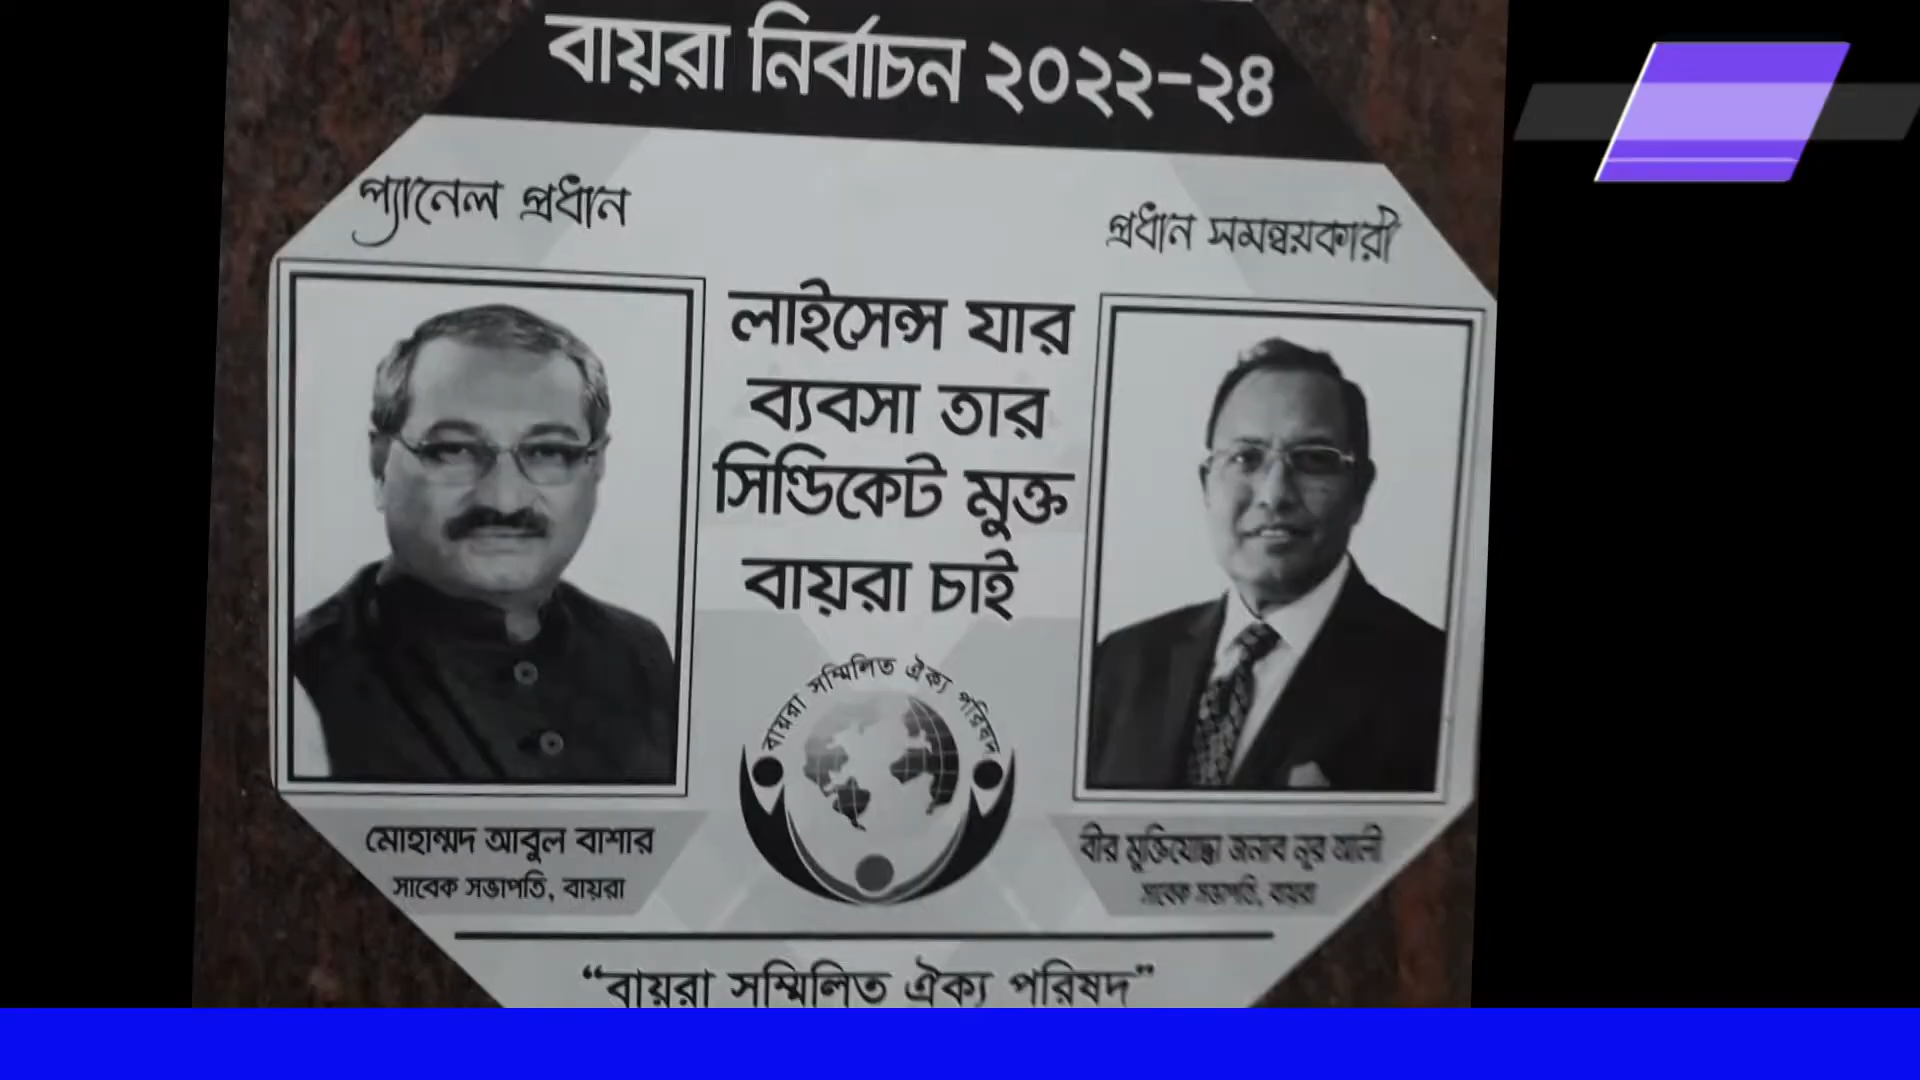 বায়রা নির্বাচন ২০২২-২৪
প্যানেল প্রধান
প্রধান সমন্বয়কারী
লাইসেন্স যার
ব্যবসা তার
সিন্ডিকেট মুক্ত
বায়রা চাই
বায়রা সম্মিলিত ঐক্য পরিষদ
মোহাম্মদ আবুল বাশার
সাবেক সভাপতি, বায়রা
বীর মুক্তিযোদ্ধা জনাব নূর আলী
সাবেক সভাপতি, বায়রা
“বায়রা সম্মিলিত ঐক্য পরিষদ”